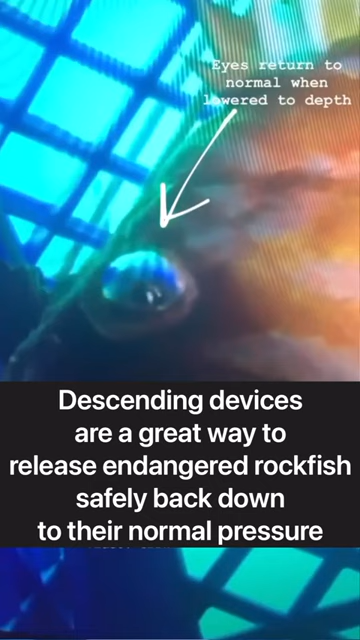 Eyes return to
normal when
lowered to depth
Descending devices
are a great way to
release endangered rockfish
safely back down
to their normal pressure